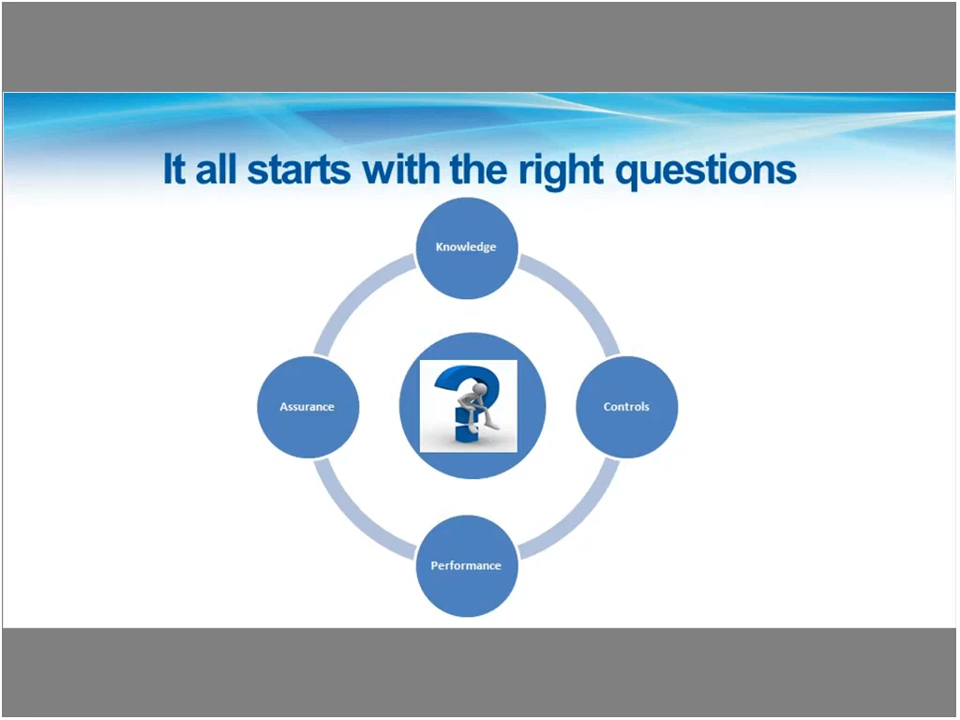 It all starts with the right questions
Knowledge
Assurance
Controls
Performance